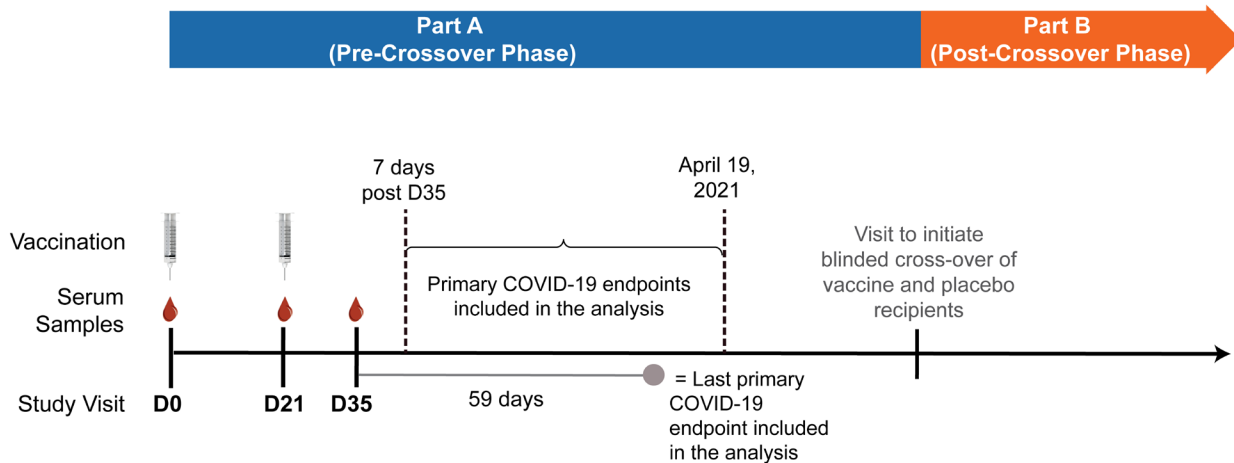 Part A
(Pre-Crossover Phase)
Part B
(Post-Crossover Phase)
7 days
post D35
April 19,
2021
Vaccination
Serum
Samples
Primary COVID-19 endpoints
included in the analysis
Visit to initiate
blinded cross-over of
vaccine and placebo
recipients
Study Visit
D0
D21
D35
59 days
= Last primary
COVID-19
endpoint included
in the analysis